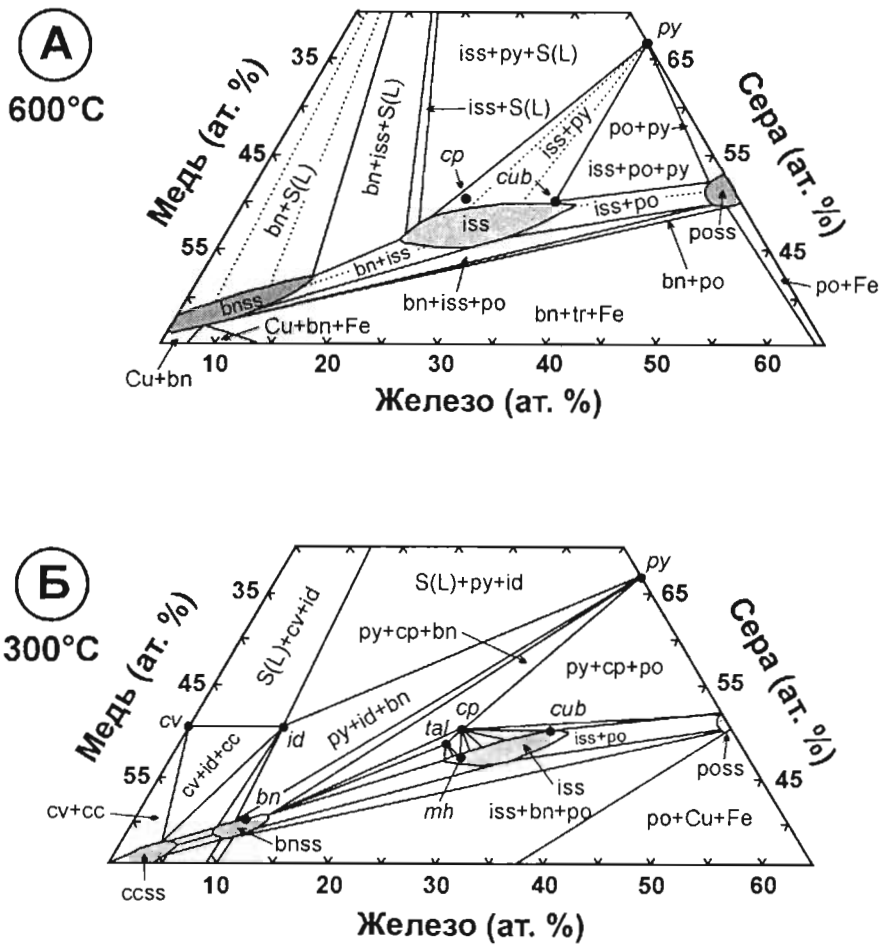 А
600°C
Медь (ат. %)
35
45
55
Сера (ат. %)
65
55
45
py
iss+py+S(L)
iss+S(L)
bn+iss+S(L)
bn+S(L)
iss+py
po+py
cp
cub
iss+po+py
iss
iss+po
poss
bn+iss
bnss
bn+iss+po
bn+po
po+Fe
bn+tr+Fe
Cu+bn+Fe
Cu+bn
10
20
30
40
50
60
Железо (ат. %)
Б
300°C
Медь (ат. %)
35
45
55
Сера (ат. %)
65
55
45
py
S(L)+py+id
S(L)+cv+id
py+cp+bn
py+cp+po
cv
id
py+id+bn
cp
tal
cub
iss+po
poss
cv+id+cc
cv+cc
bn
mh
iss
iss+bn+po
po+Cu+Fe
bnss
ccss
10
20
30
40
50
60
Железо (ат. %)